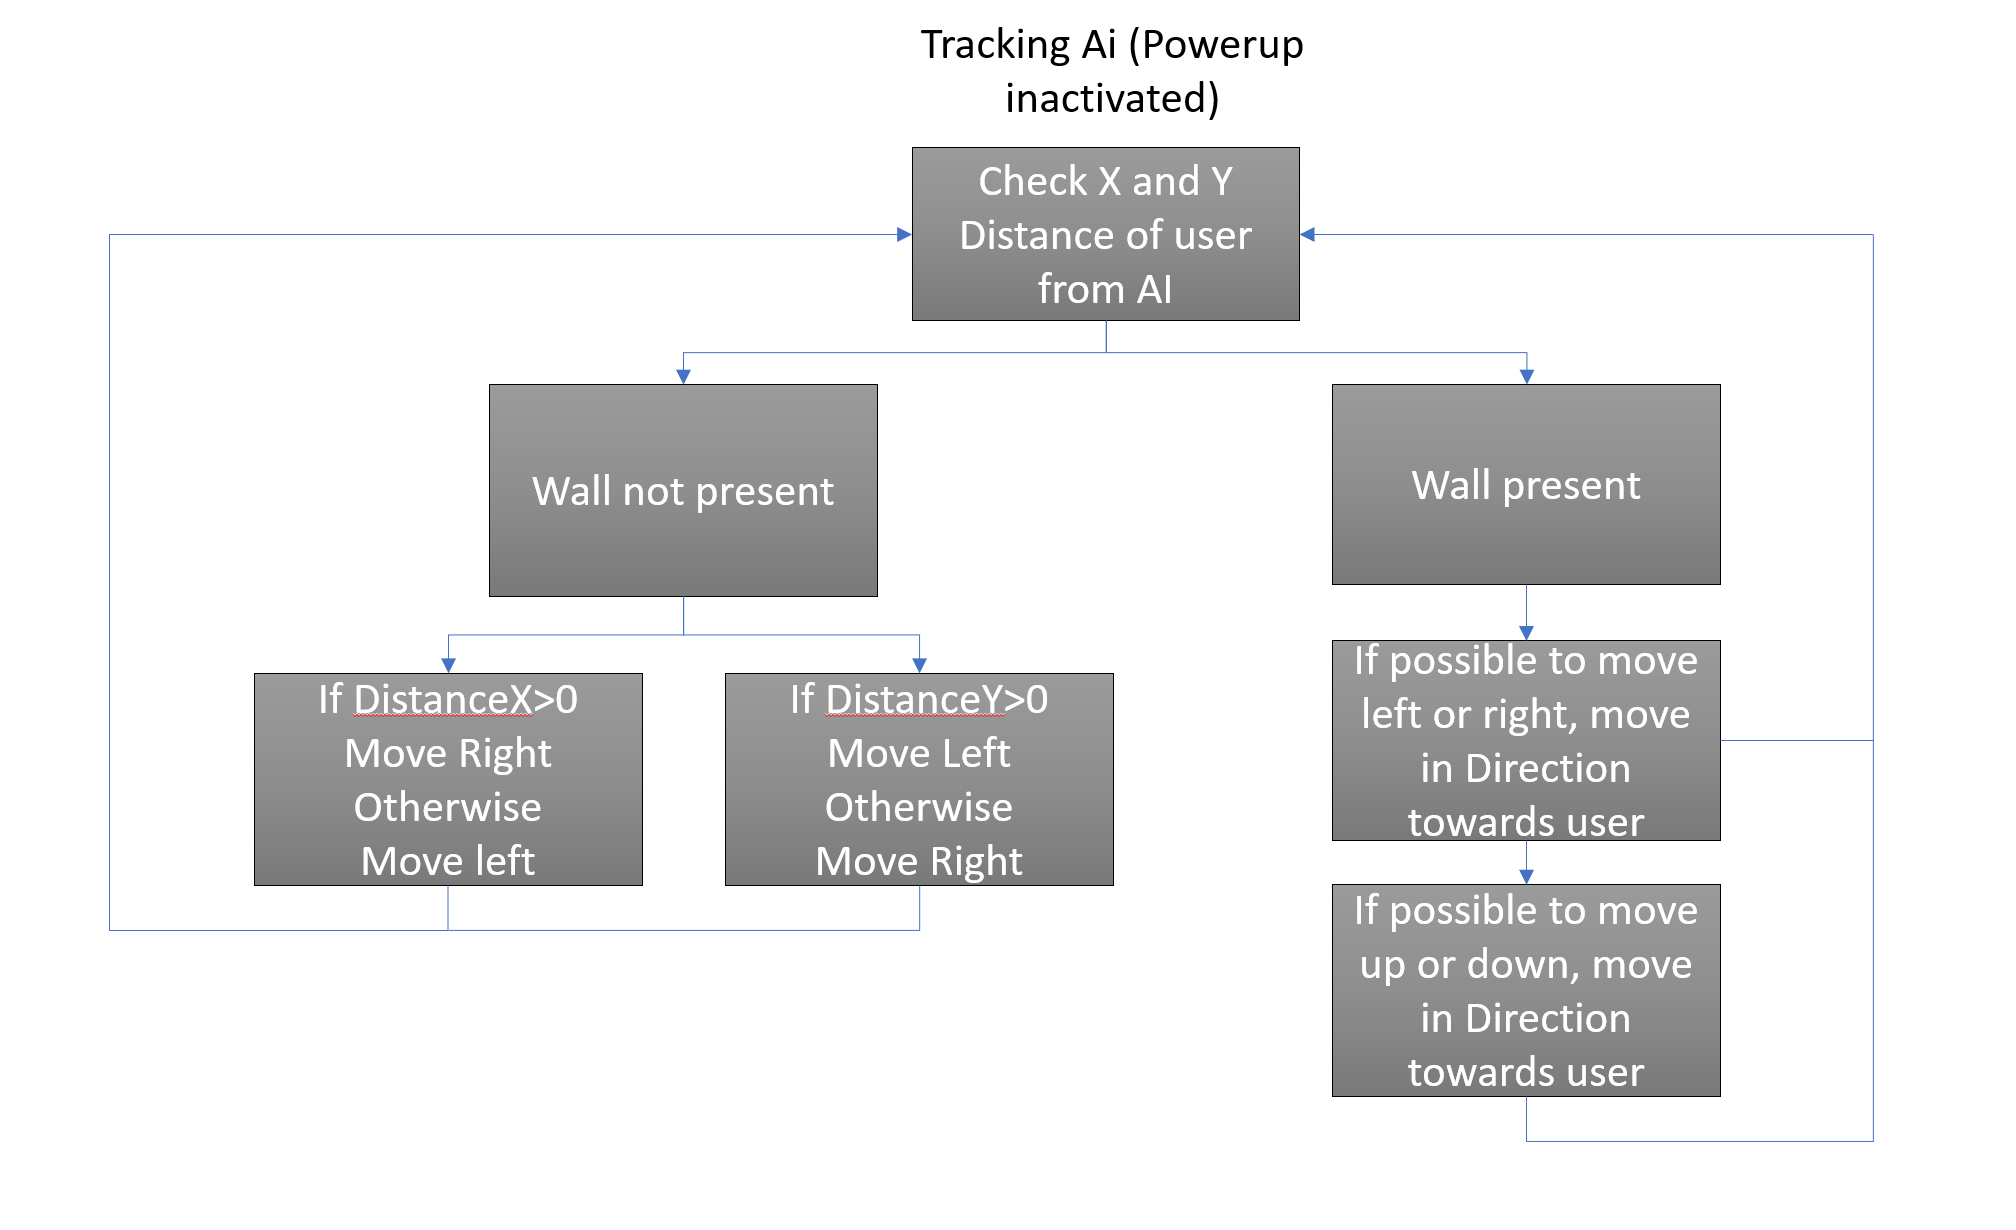 Tracking Ai (Powerup
inactivated)
Check X and Y
Distance of user
from AI
Wall not present
Wall present
If DistanceX>0
Move Right
Otherwise
Move left
If DistanceY>0
Move Left
Otherwise
Move Right
If possible to move
left or right, move
in Direction
towards user
If possible to move
up or down, move
in Direction
towards user